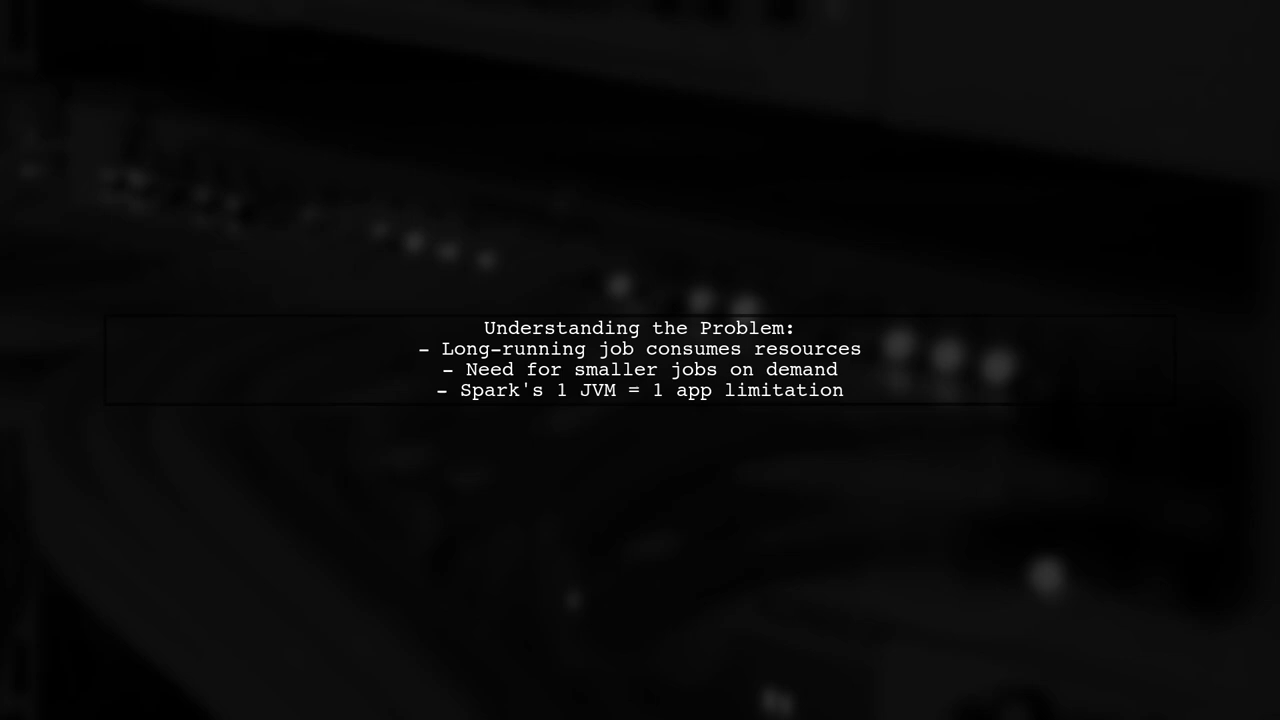 Understanding the Problem:
- Long-running job consumes resources
- Need for smaller jobs on demand
- Spark's 1 JVM = 1 app limitation